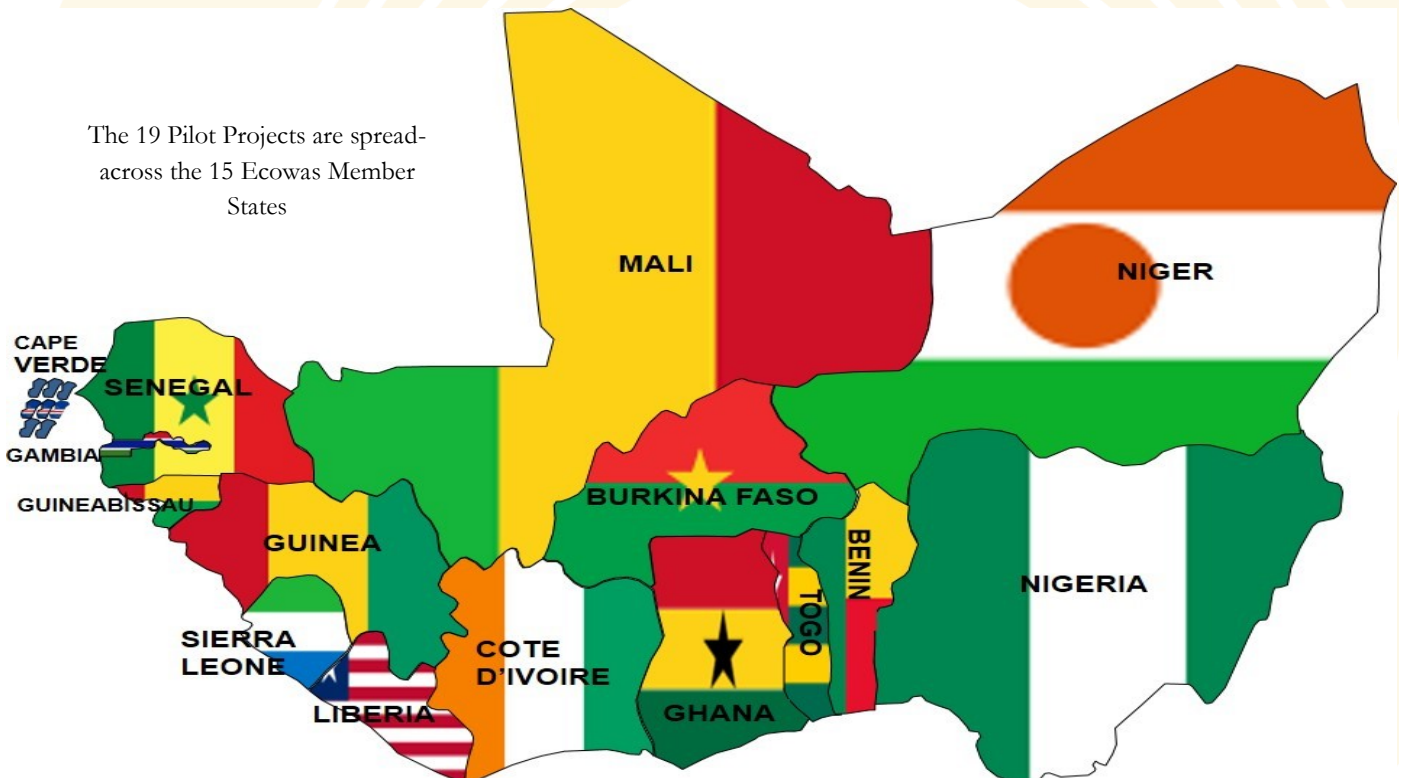 The 19 Pilot Projects are spread-
across the 15 Ecowas Member
States
MALI
NIGER
CAPE
VERDE
SENEGAL
GAMBIA
GUINEABISSAU
BURKINA FASO
GUINEA
BENIN
NIGERIA
TOGO
SIERRA
LEONE
COTE
D'IVOIRE
LIBERIA
GHANA